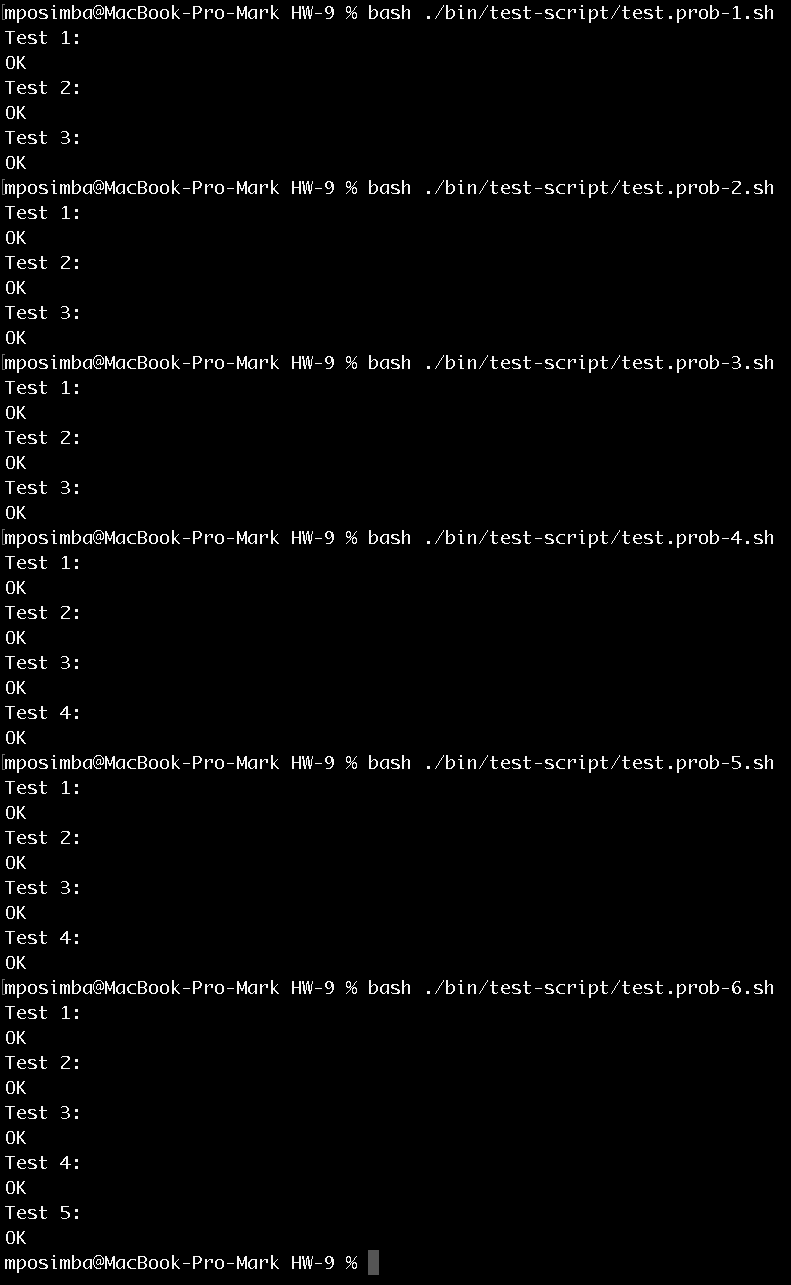 mposimba@MacBook-Pro-Mark HW-9 % bash ./bin/test-script/test.prob-1.sh
Test 1:
OK
Test 2:
OK
Test 3:
OK
[mposimba@MacBook-Pro-Mark HW-9 % bash ./bin/test-script/test.prob-2.sh
Test 1:
OK
Test 2:
OK
Test 3:
OK
[mposimba@MacBook-Pro-Mark HW-9 % bash ./bin/test-script/test.prob-3.sh
Test 1:
OK
Test 2:
OK
Test 3:
OK
[mposimba@MacBook-Pro-Mark HW-9 % bash ./bin/test-script/test.prob-4.sh
Test 1:
OK
Test 2:
OK
Test 3:
OK
Test 4:
OK
[mposimba@MacBook-Pro-Mark HW-9 % bash ./bin/test-script/test.prob-5.sh
Test 1:
OK
Test 2:
OK
Test 3:
OK
Test 4:
OK
[mposimba@MacBook-Pro-Mark HW-9 % bash ./bin/test-script/test.prob-6.sh
Test 1:
OK
Test 2:
OK
Test 3:
OK
Test 4:
OK
Test 5:
OK
mposimba@MacBook-Pro-Mark HW-9 %